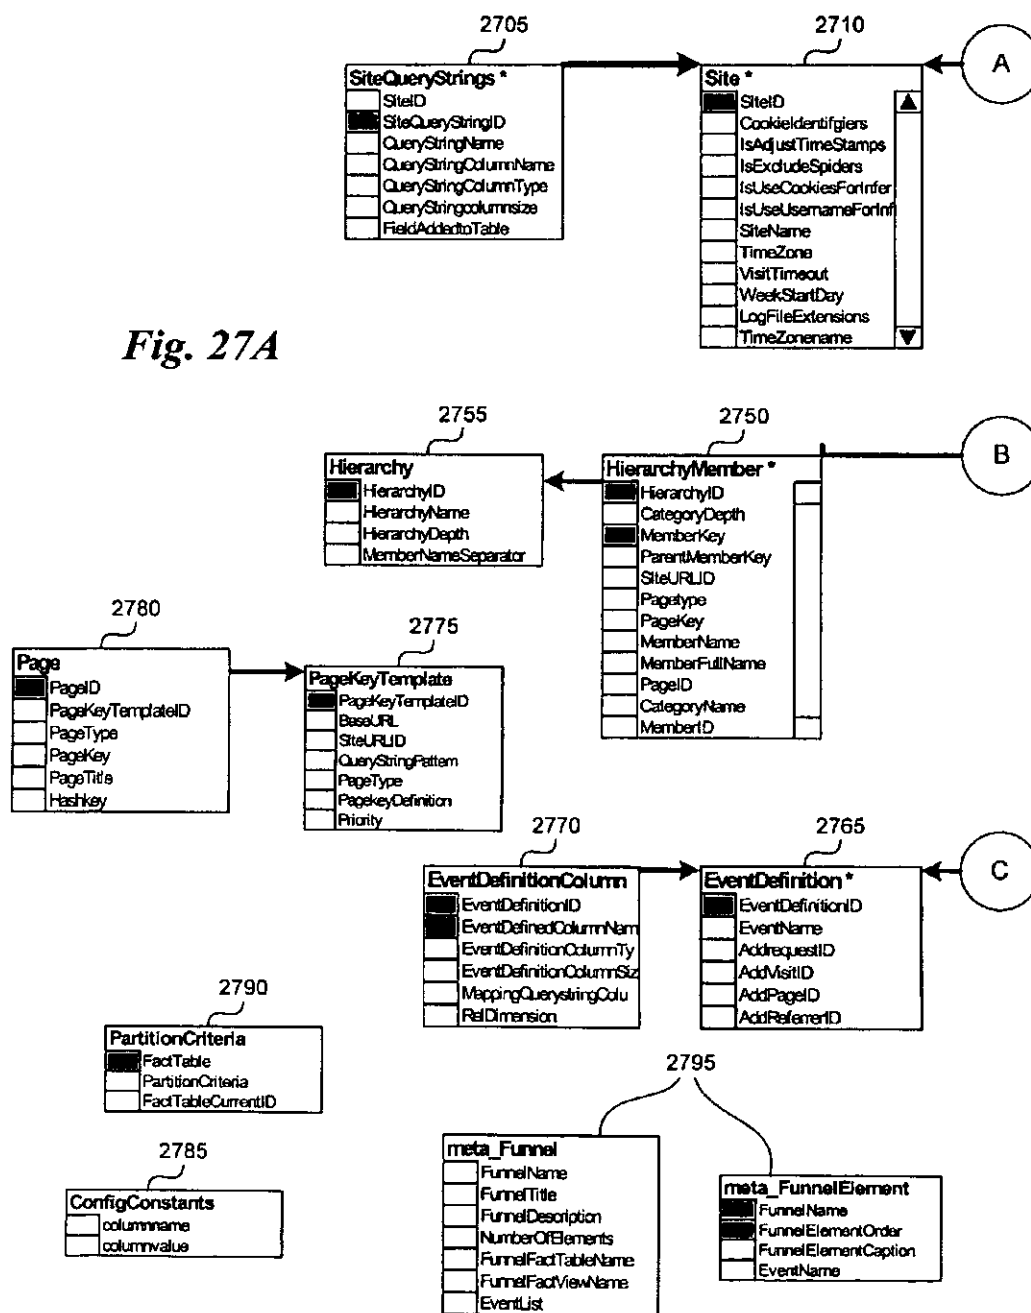 2705
SiteQueryStrings *
SiteID
SiteQueryStringID
QueryStringName
QueryStringColumnName
QueryStringColumnType
QueryStringcolumnsize
FieldAddedtoTable
2710
Site *
SiteID
CookieIdentifgiers
IsAdjustTimeStamps
IsExcludeSpiders
IsUseCookiesForInfer
IsUseUsernameForInf
SiteName
TimeZone
VisitTimeout
WeekStartDay
LogFileExtensions
TimeZonename
A
Fig. 27A
2755
Hierarchy
HierarchyID
HierarchyName
HierarchyDepth
MemberNameSeparator
2750
HierarchyMember *
HierarchyID
CategoryDepth
MemberKey
ParentMemberKey
SiteURLID
Pagetype
PageKey
MemberName
MemberFullName
PageID
CategoryName
MemberID
B
2780
Page
PageID
PageKeyTemplateID
PageType
PageKey
PageTitle
Hashkey
2775
PageKeyTemplate
PageKeyTemplateID
BaseURL
SiteURLID
QueryStringPattern
PageType
PagekeyDefinition
Priority
2770
EventDefinitionColumn
EventDefinitionID
EventDefinedColumnNam
EventDefinitionColumnTy
EventDefinitionColumnSiz
MappingQuerystringColu
RelDimension
2765
EventDefinition *
EventDefinitionID
EventName
AddrequestID
AddVisitID
AddPageID
AddReferrerID
C
2790
PartitionCriteria
FactTable
PartitionCriteria
FactTableCurrentID
2785
ConfigConstants
columnname
columnvalue
2795
meta_Funnel
FunnelName
FunnelTitle
FunnelDescription
NumberOfElements
FunnelFactTableName
FunnelFactViewName
EventList
meta_FunnelElement
FunnelName
FunnelElementOrder
FunnelElementCaption
EventName